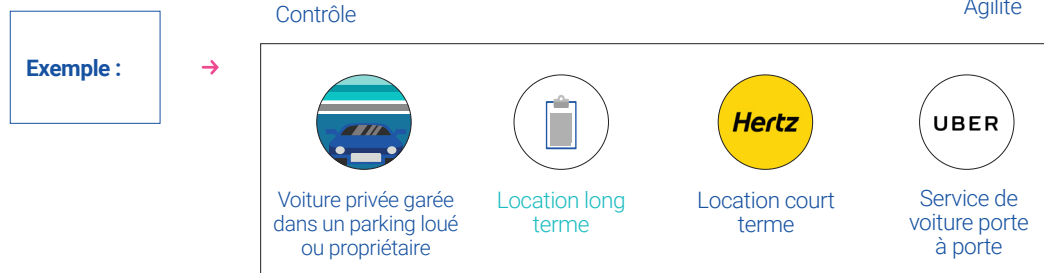 Contrôle
Agilité
Exemple :
→
Hertz
UBER
Voiture privée garée
dans un parking loué
ou propriétaire
Location long
terme
Location court
terme
Service de
voiture porte
à porte